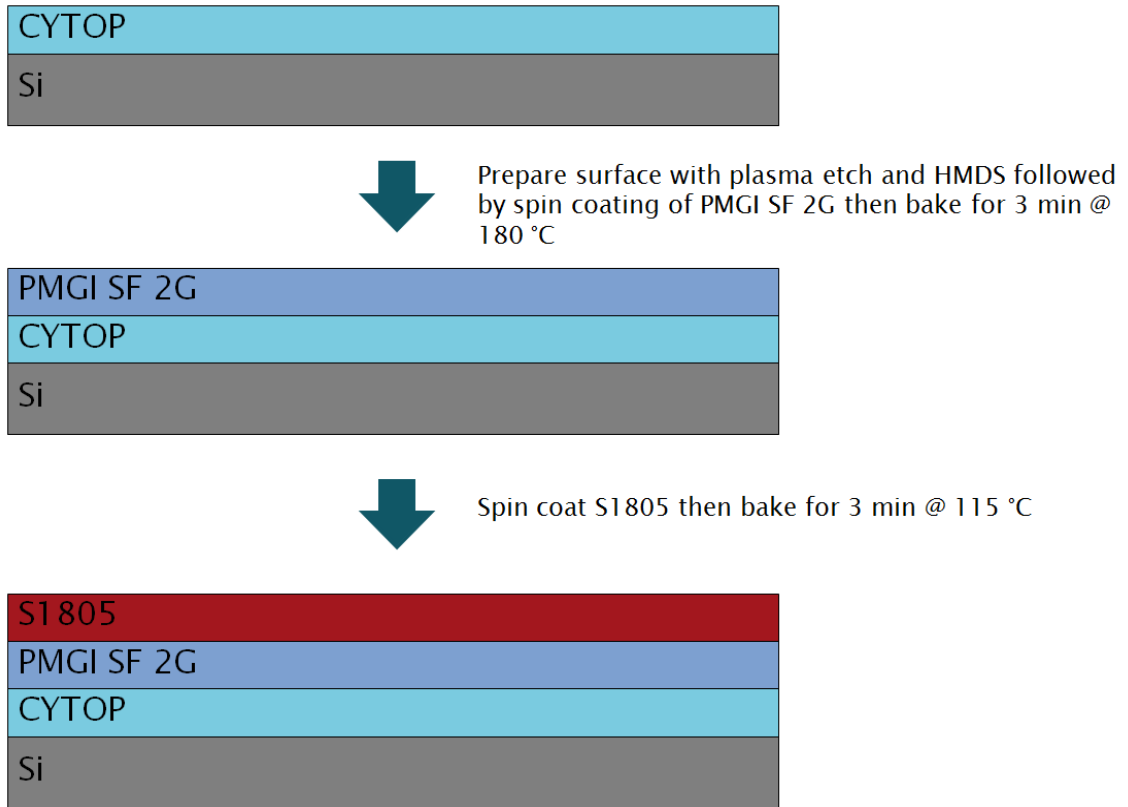 CYTOP
Si
Prepare surface with plasma etch and HMDS followed
by spin coating of PMGI SF 2G then bake for 3 min @
180 °C
PMGI SF 2G
CYTOP
Si
Spin coat S1805 then bake for 3 min @ 115 °C
S1805
PMGI SF 2G
CYTOP
Si